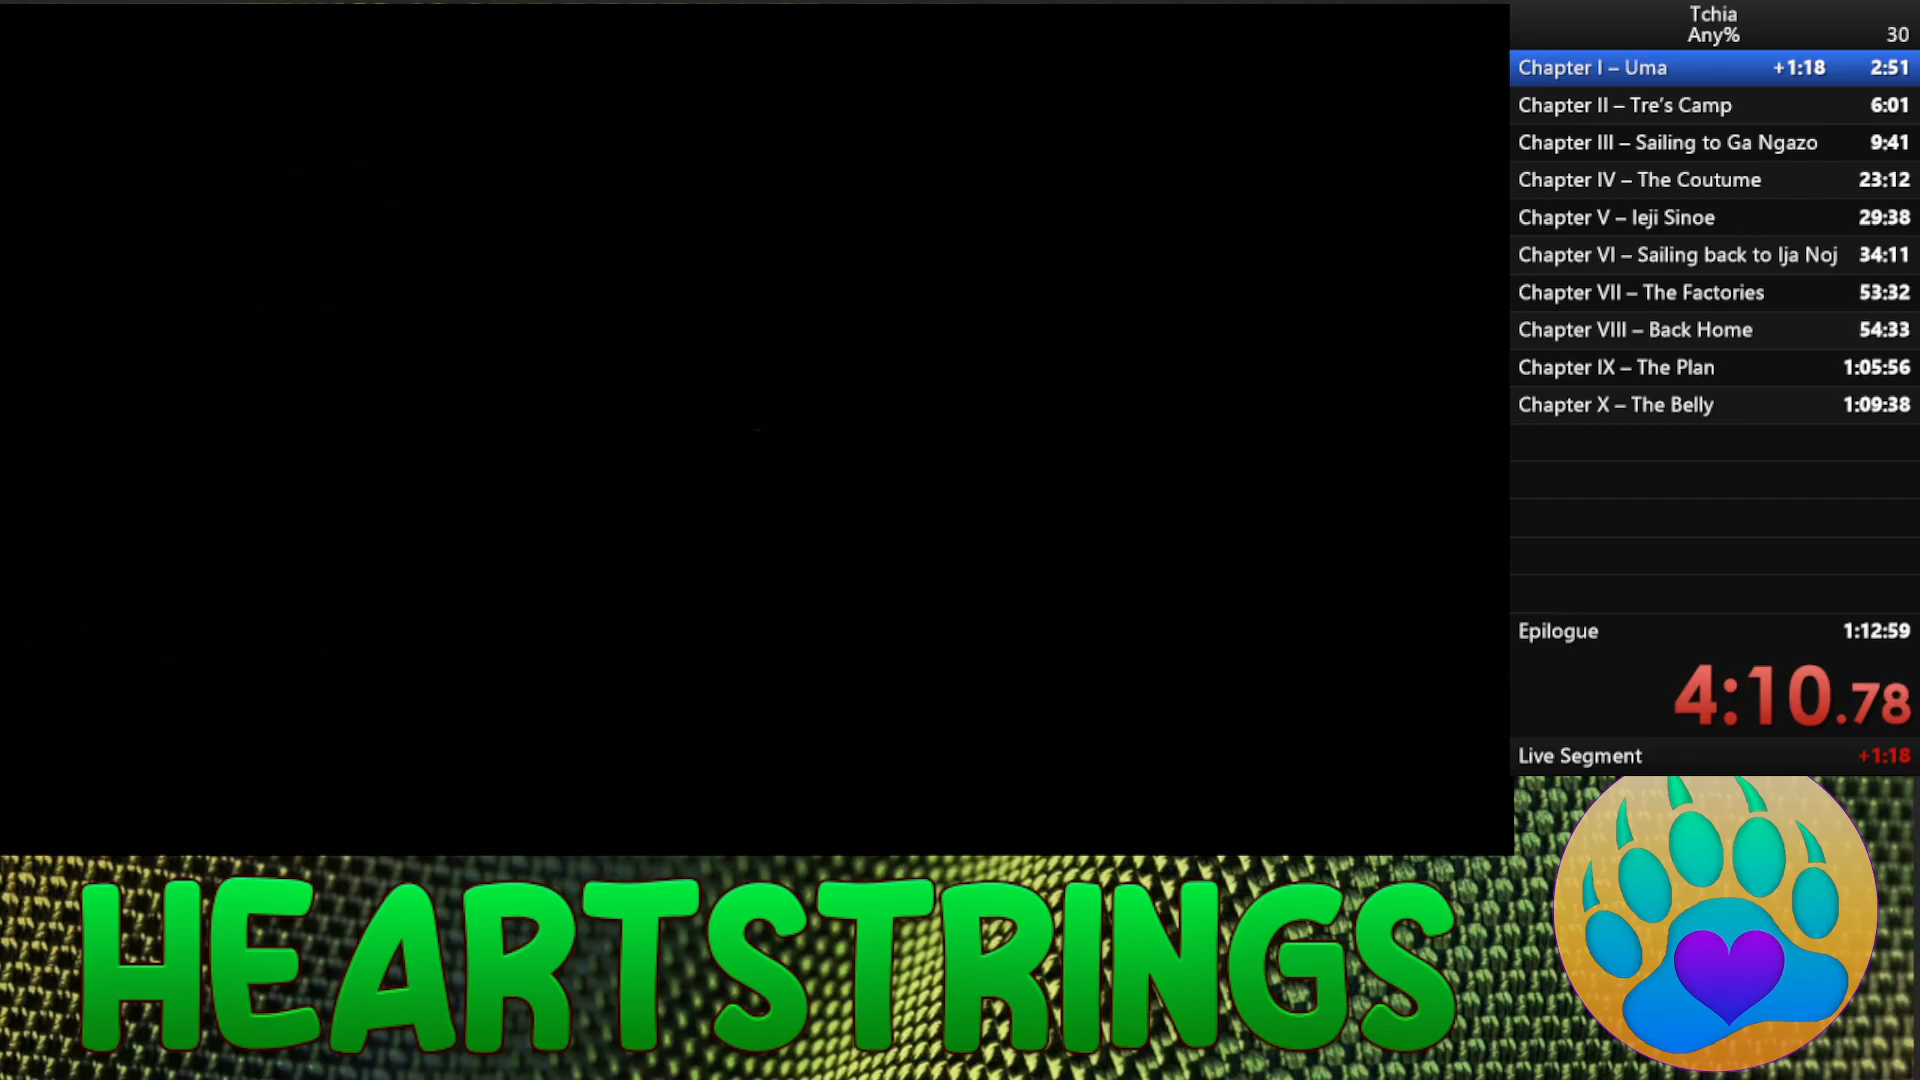 Tchia
Any% 30
Chapter I – Uma +1:18 2:51
Chapter II – Tre’s Camp 6:01
Chapter III – Sailing to Ga Ngazo 9:41
Chapter IV – The Coutume 23:12
Chapter V – Ieji Sinoe 29:38
Chapter VI – Sailing back to Ija Noj 34:11
Chapter VII – The Factories 53:32
Chapter VIII – Back Home 54:33
Chapter IX – The Plan 1:05:56
Chapter X – The Belly 1:09:38
Epilogue 1:12:59
4:10.78
Live Segment +1:18
HEARTSTRINGS